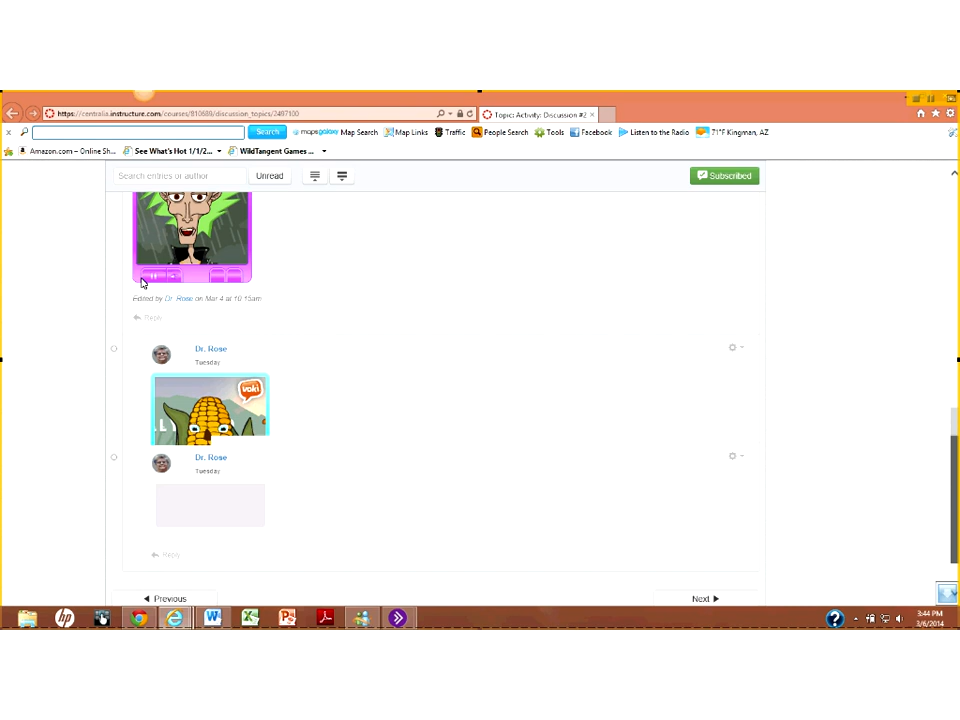 https://centralia.instructure.com/courses/810689/discussion_topics/2497100
Topic: Activity: Discussion #2
Search
mapsgalaxy Map Search Map Links Traffic People Search Tools Facebook Listen to the Radio 71°F Kingman, AZ
Amazon.com – Online Sh... See What's Hot 1/1/2... WildTangent Games ...
Search entries or author Unread Subscribed
Edited by Dr. Rose on Mar 4 at 10:15am
Reply
Dr. Rose
Tuesday
voki
LLY
Dr. Rose
Tuesday
Reply
Previous Next
hp
3:44 PM
3/6/2014